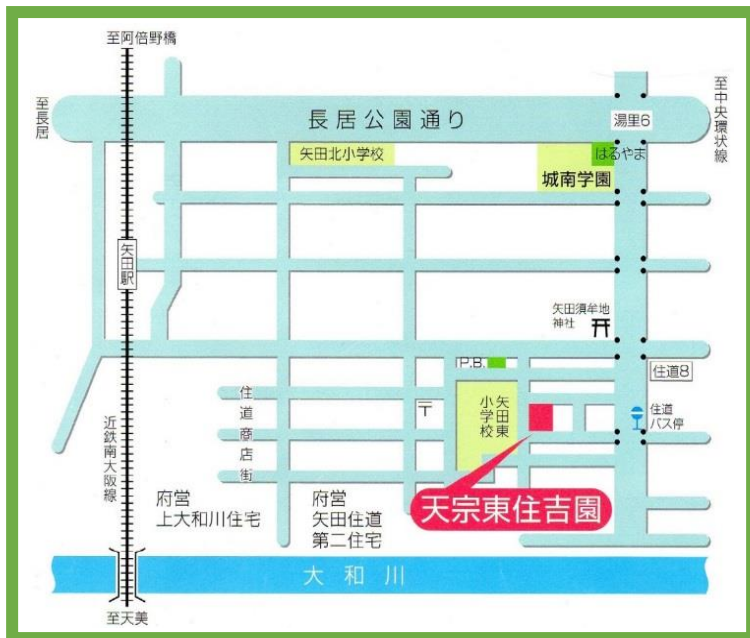 至阿倍野橋
至長居
長居公園通り
湯里6
至中央環状線
矢田北小学校
はるやま
城南学園
矢田駅
矢田須牟地
神社
P.B.
住道8
住道商店街
〒
矢田東
小学校
住道
バス停
近鉄南大阪線
天宗東住吉園
府営
上大和川住宅
府営
矢田住道
第二住宅
大和川
至天美